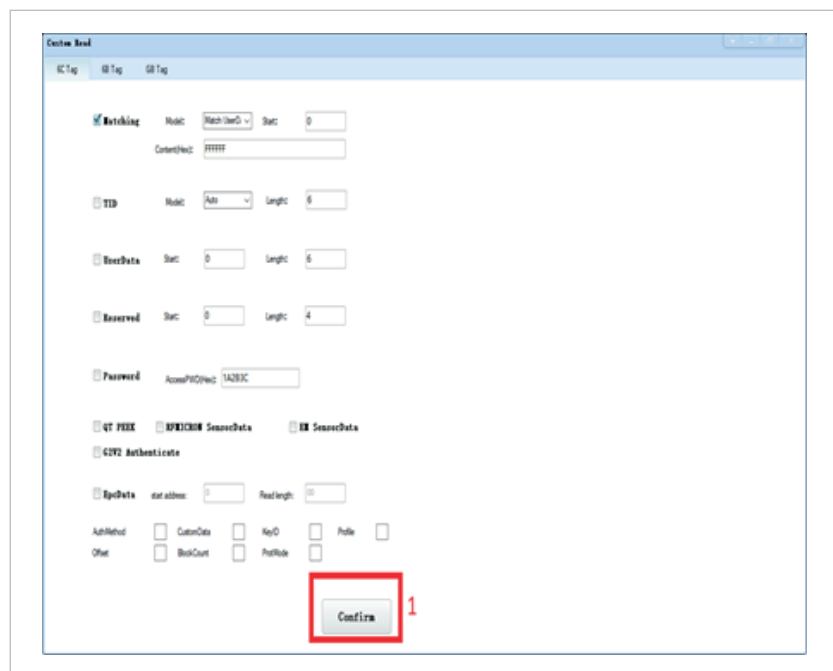 Custom Read
6C Tag 6B Tag GB Tag
Matching Model: Match UserD Start: 0
Content(Hex): FFFFFF
TID Model: Auto Length: 6
UserData Start: 0 Length: 6
Reserved Start: 0 Length: 4
Password AccessPWD(Hex): 1A2B3C
QT PEEK RFMICRON SensorData EM SensorData
G2V2 Authenticate
EpcData start address: 0 Read length: 00
AuthMethod CustomData KeyID Profile
Offset BlockCount ProtMode
Confirm 1